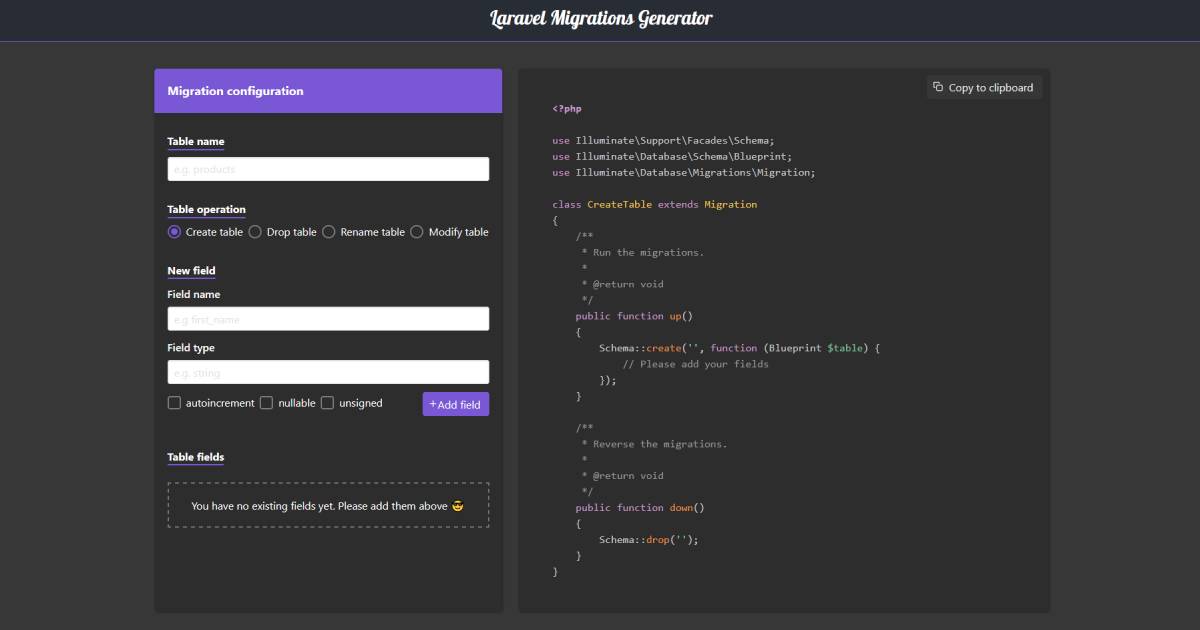 Laravel Migrations Generator
Migration configuration
Table name
e.g. products
Table operation
Create table Drop table Rename table Modify table
New field
Field name
e.g first_name
Field type
e.g. string
autoincrement nullable unsigned
+Add field
Table fields
You have no existing fields yet. Please add them above 😎
Copy to clipboard
<?php
use Illuminate\Support\Facades\Schema;
use Illuminate\Database\Schema\Blueprint;
use Illuminate\Database\Migrations\Migration;
class CreateTable extends Migration
{
    /**
     * Run the migrations.
     *
     * @return void
     */
    public function up()
    {
        Schema::create('', function (Blueprint $table) {
            // Please add your fields
        });
    }
    /**
     * Reverse the migrations.
     *
     * @return void
     */
    public function down()
    {
        Schema::drop('');
    }
}